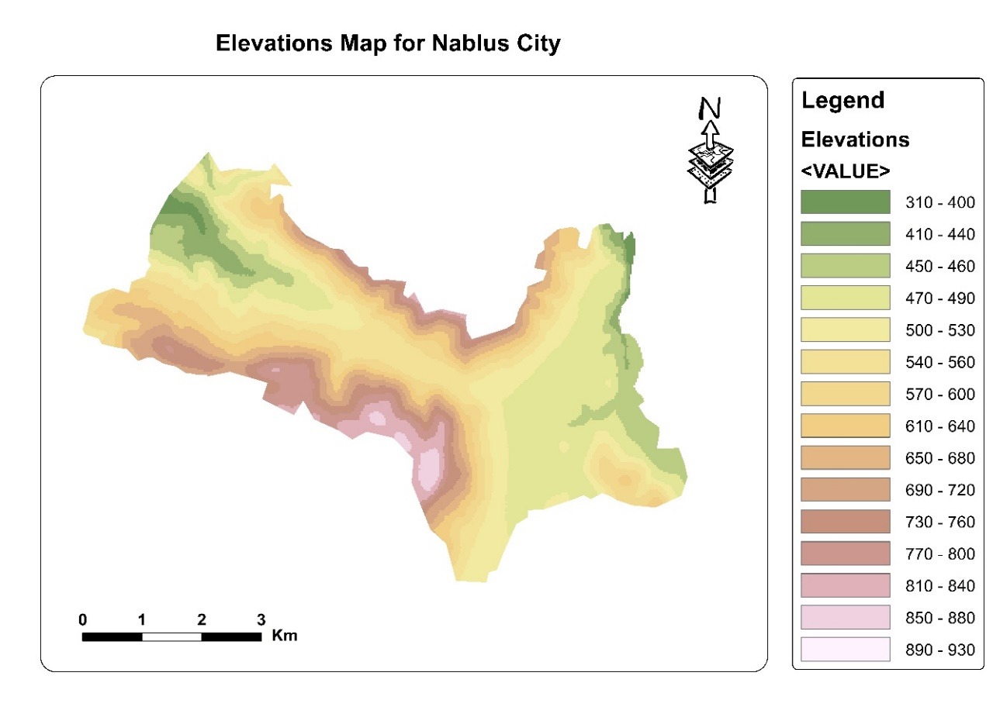 Elevations Map for Nablus City
N
0 1 2 3
Km
Legend
Elevations
<VALUE>
310 - 400
410 - 440
450 - 460
470 - 490
500 - 530
540 - 560
570 - 600
610 - 640
650 - 680
690 - 720
730 - 760
770 - 800
810 - 840
850 - 880
890 - 930